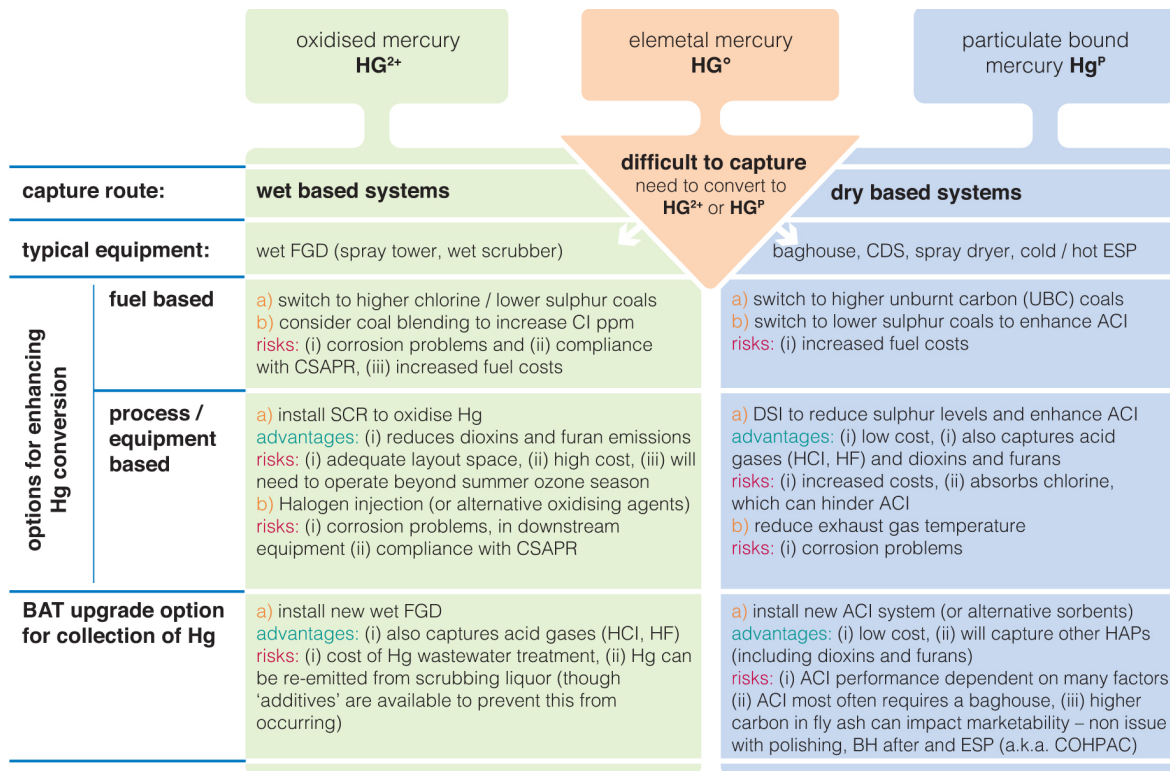 oxidised mercury
HG²⁺
elemetal mercury
HG°
particulate bound
mercury Hgᴾ
difficult to capture
need to convert to
HG²⁺ or HGᴾ
capture route:
wet based systems
dry based systems
typical equipment:
wet FGD (spray tower, wet scrubber)
baghouse, CDS, spray dryer, cold / hot ESP
options for enhancing
Hg conversion
fuel based
a) switch to higher chlorine / lower sulphur coals
b) consider coal blending to increase CI ppm
risks: (i) corrosion problems and (ii) compliance
with CSAPR, (iii) increased fuel costs
a) switch to higher unburnt carbon (UBC) coals
b) switch to lower sulphur coals to enhance ACI
risks: (i) increased fuel costs
process /
equipment
based
a) install SCR to oxidise Hg
advantages: (i) reduces dioxins and furan emissions
risks: (i) adequate layout space, (ii) high cost, (iii) will
need to operate beyond summer ozone season
b) Halogen injection (or alternative oxidising agents)
risks: (i) corrosion problems, in downstream
equipment (ii) compliance with CSAPR
a) DSI to reduce sulphur levels and enhance ACI
advantages: (i) low cost, (i) also captures acid
gases (HCI, HF) and dioxins and furans
risks: (i) increased costs, (ii) absorbs chlorine,
which can hinder ACI
b) reduce exhaust gas temperature
risks: (i) corrosion problems
BAT upgrade option
for collection of Hg
a) install new wet FGD
advantages: (i) also captures acid gases (HCI, HF)
risks: (i) cost of Hg wastewater treatment, (ii) Hg can
be re-emitted from scrubbing liquor (though
‘additives’ are available to prevent this from
occurring)
a) install new ACI system (or alternative sorbents)
advantages: (i) low cost, (ii) will capture other HAPs
(including dioxins and furans)
risks: (i) ACI performance dependent on many factors
(ii) ACI most often requires a baghouse, (iii) higher
carbon in fly ash can impact marketability – non issue
with polishing, BH after and ESP (a.k.a. COHPAC)